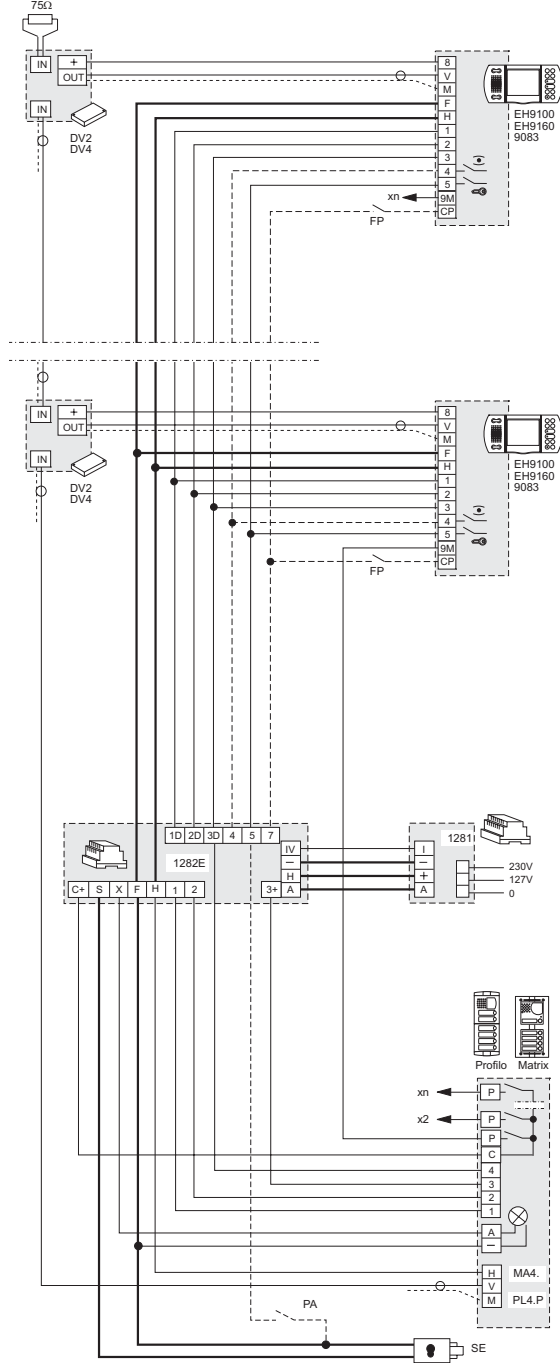 75Ω
IN
+
OUT
IN
DV2
DV4
8
V
M
F
H
1
2
3
4
5
9M
CP
EH9100
EH9160
9083
xn
FP
IN
+
OUT
IN
DV2
DV4
8
V
M
F
H
1
2
3
4
5
9M
CP
EH9100
EH9160
9083
FP
1D 2D 3D 4 5 7
1282E
IV
–
H
A
C+ S X F H 1 2 3+
1281
I
–
+
A
230V
127V
0
Profilo Matrix
xn
P
x2
P
P
C
4
3
2
1
A
–
H MA4.
V
M PL4.P
PA
SE